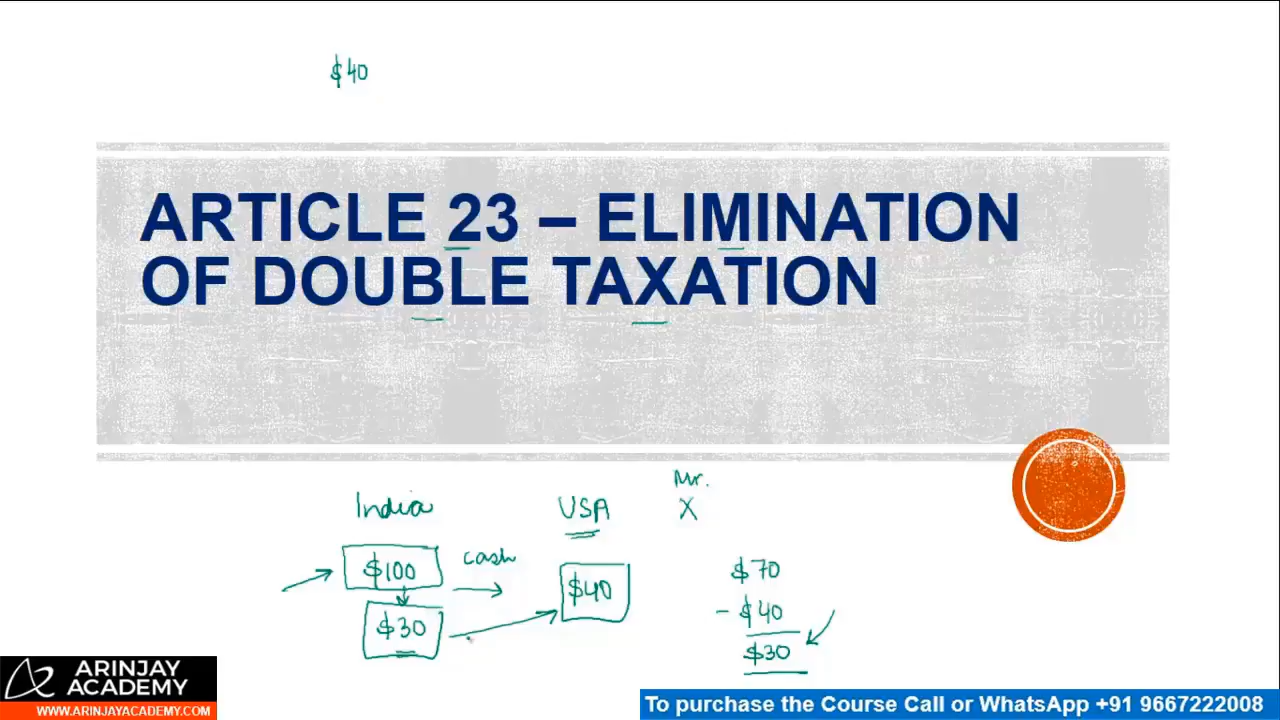 $40
ARTICLE 23 – ELIMINATION
OF DOUBLE TAXATION
Mr.
India USA X
$100 cash $40 $70
$30 - $40
$30
ARINJAY
ACADEMY
WWW.ARINJAYACADEMY.COM
To purchase the Course Call or WhatsApp +91 9667222008